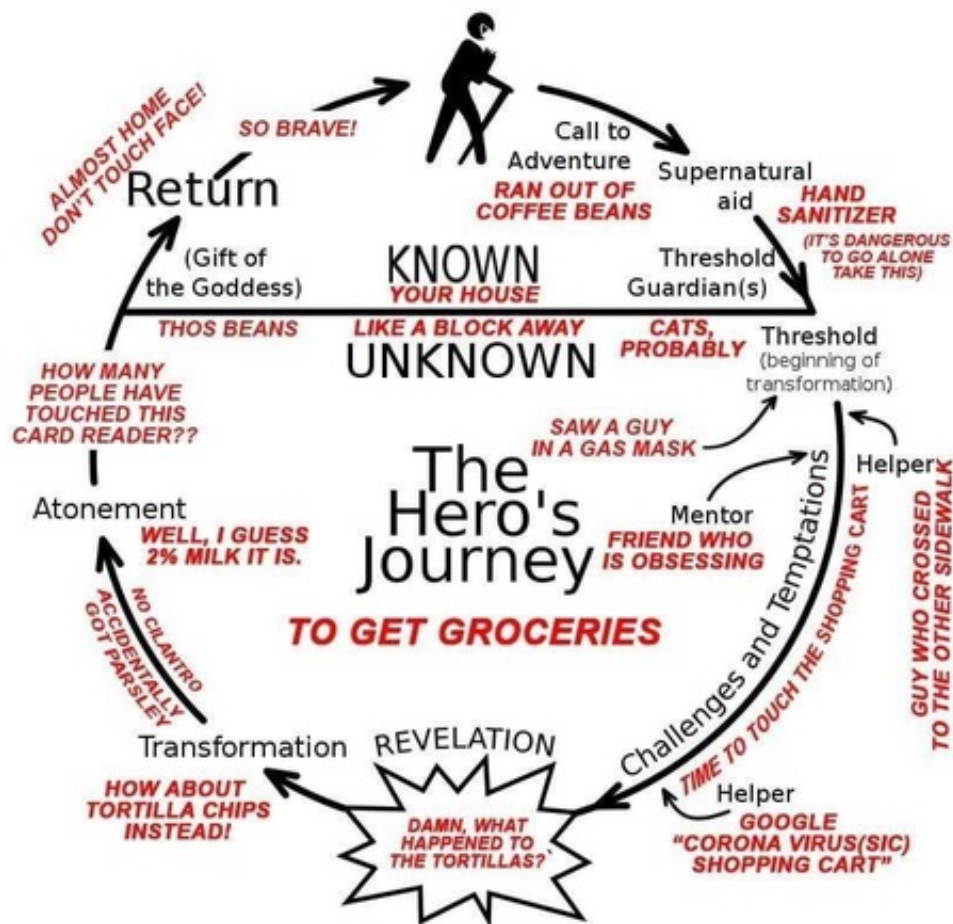 Call to
Adventure
RAN OUT OF
COFFEE BEANS
Supernatural
aid
HAND
SANITIZER
(IT'S DANGEROUS
TO GO ALONE
TAKE THIS)
Threshold
Guardian(s)
CATS,
PROBABLY
Threshold
(beginning of
transformation)
SAW A GUY
IN A GAS MASK
Helper
GUY WHO CROSSED
TO THE OTHER SIDEWALK
Mentor
FRIEND WHO
IS OBSESSING
Challenges and Temptations
TIME TO TOUCH THE SHOPPING CART
Helper
GOOGLE
“CORONA VIRUS(SIC)
SHOPPING CART”
REVELATION
DAMN, WHAT
HAPPENED TO
THE TORTILLAS?
Transformation
HOW ABOUT
TORTILLA CHIPS
INSTEAD!
NO CILANTRO
ACCIDENTALLY
GOT PARSLEY
Atonement
WELL, I GUESS
2% MILK IT IS.
HOW MANY
PEOPLE HAVE
TOUCHED THIS
CARD READER??
(Gift of
the Goddess)
THOS BEANS
Return
ALMOST HOME
DON'T TOUCH FACE!
SO BRAVE!
KNOWN
YOUR HOUSE
LIKE A BLOCK AWAY
UNKNOWN
The
Hero's
Journey
TO GET GROCERIES